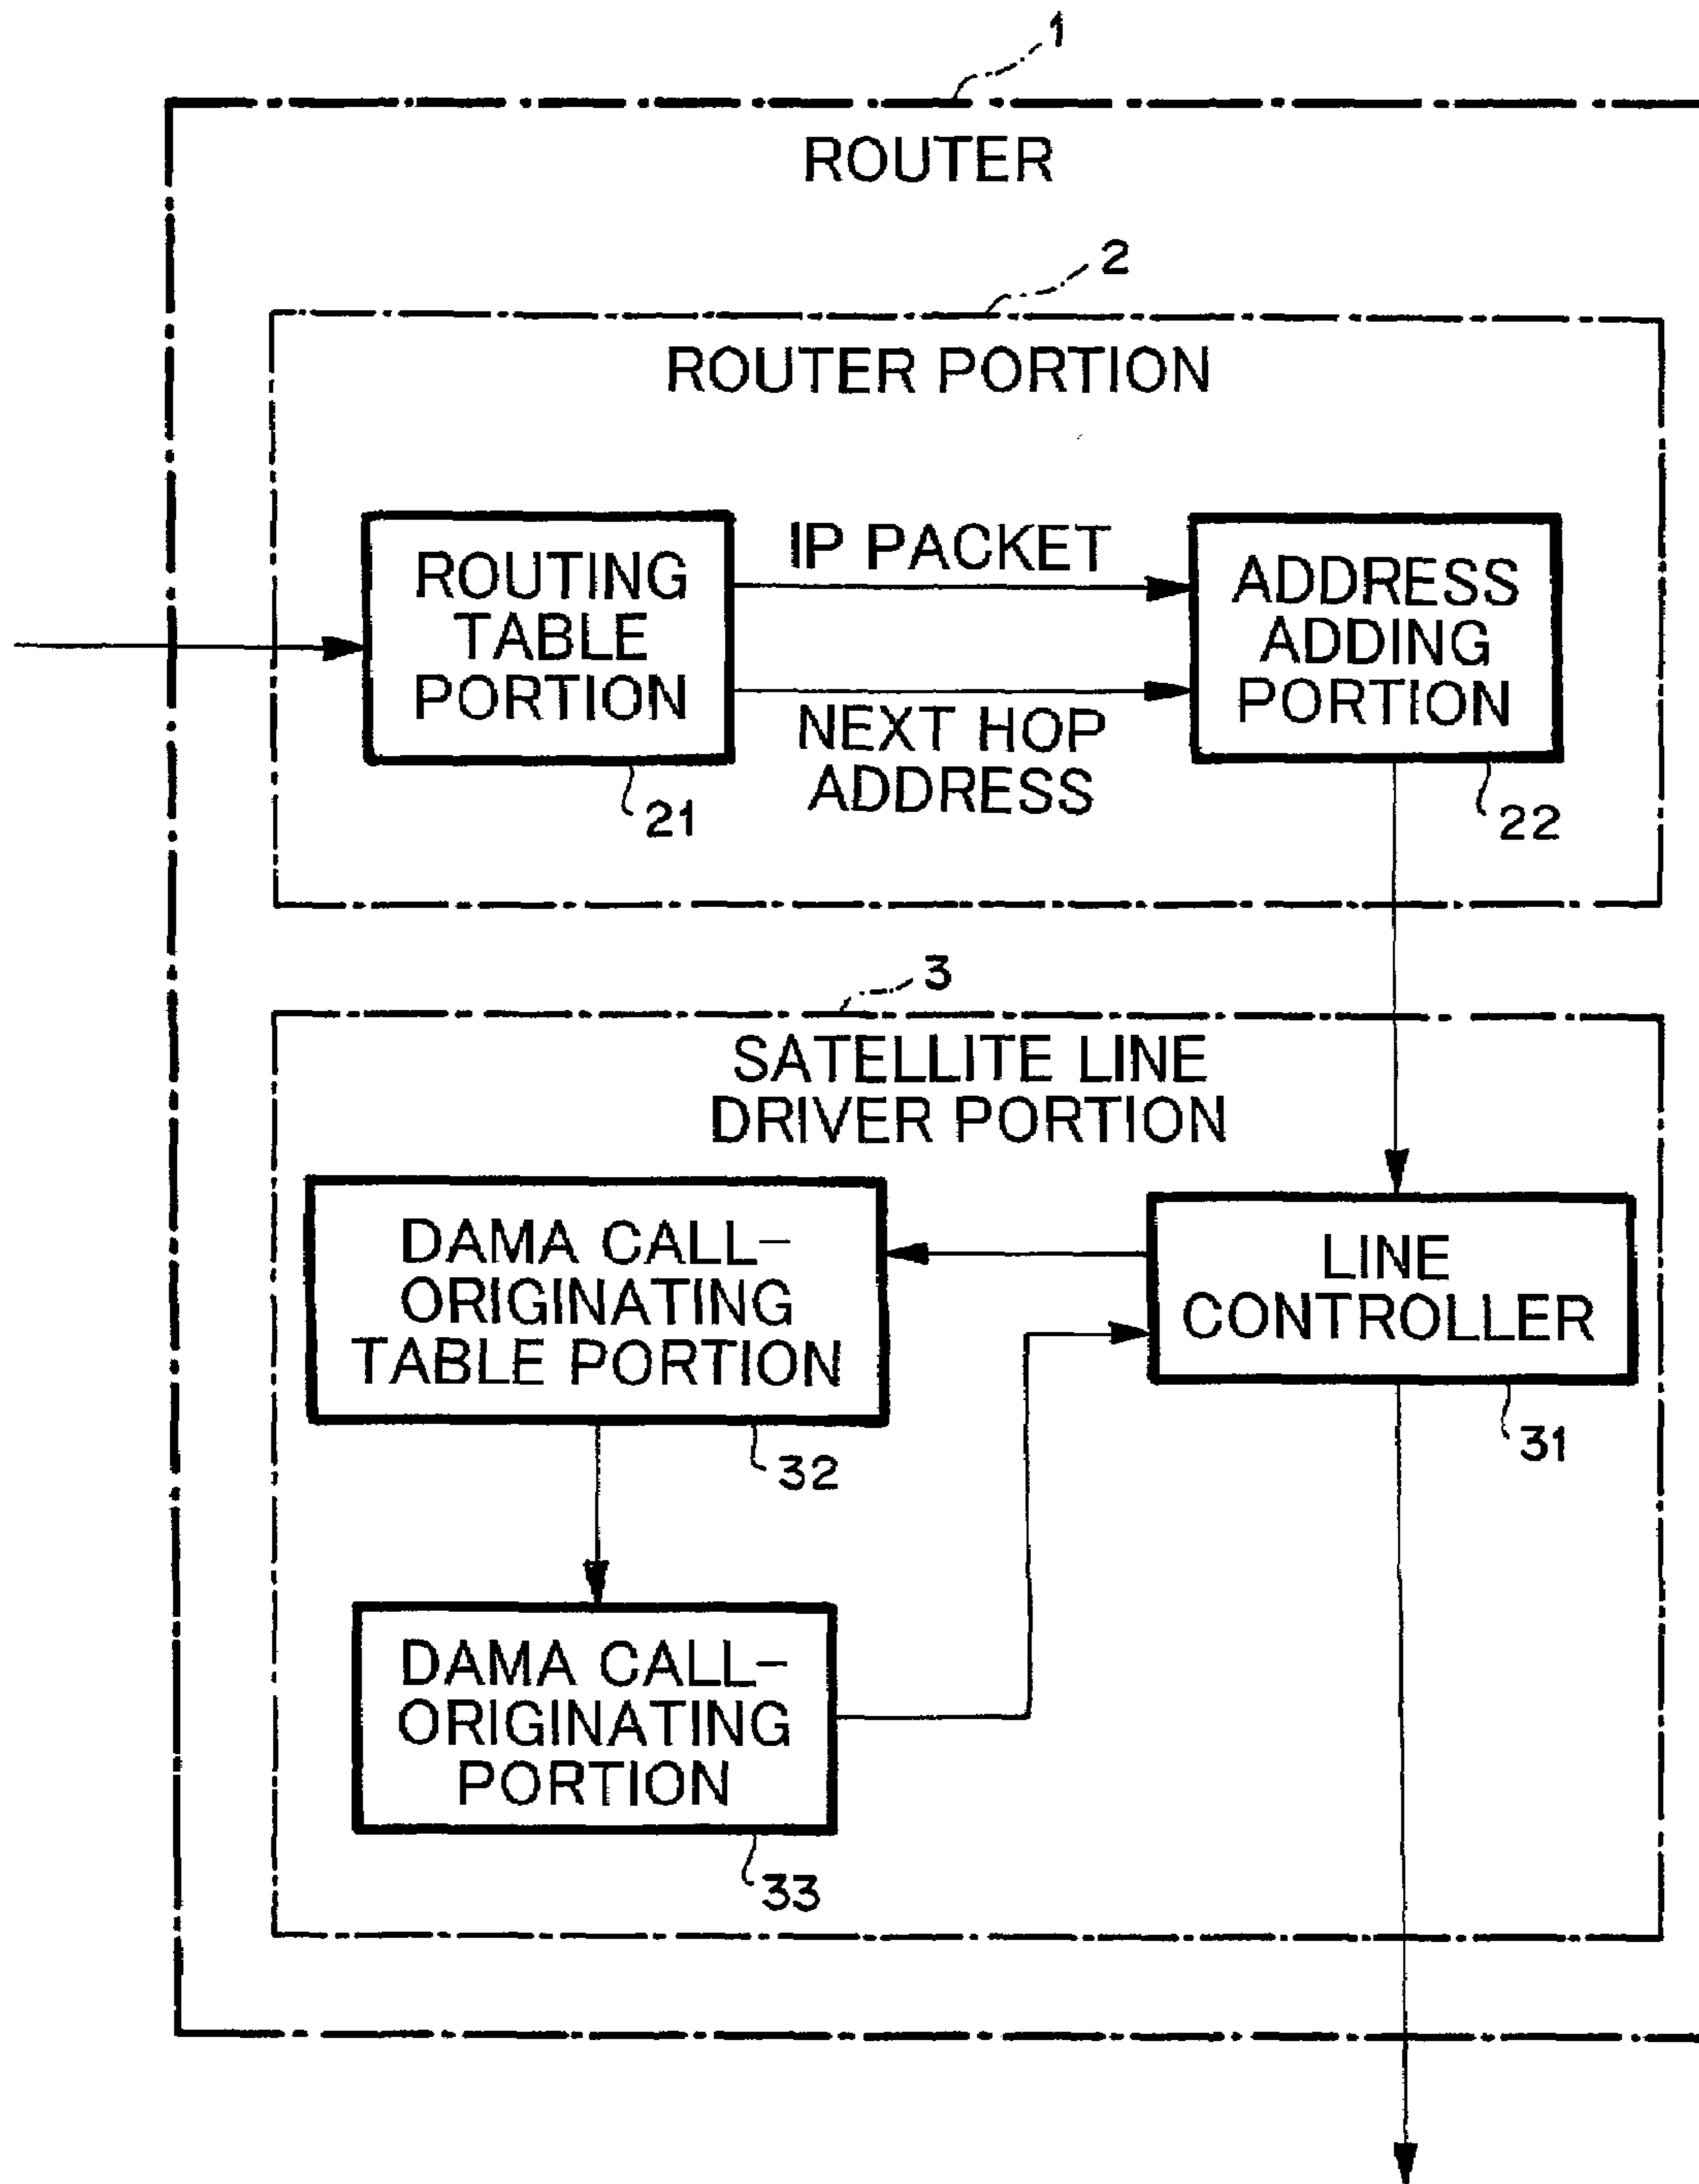 1
ROUTER
2
ROUTER PORTION
ROUTING
TABLE
PORTION
21
IP PACKET
NEXT HOP
ADDRESS
ADDRESS
ADDING
PORTION
22
3
SATELLITE LINE
DRIVER PORTION
DAMA CALL-
ORIGINATING
TABLE PORTION
32
LINE
CONTROLLER
31
DAMA CALL-
ORIGINATING
PORTION
33